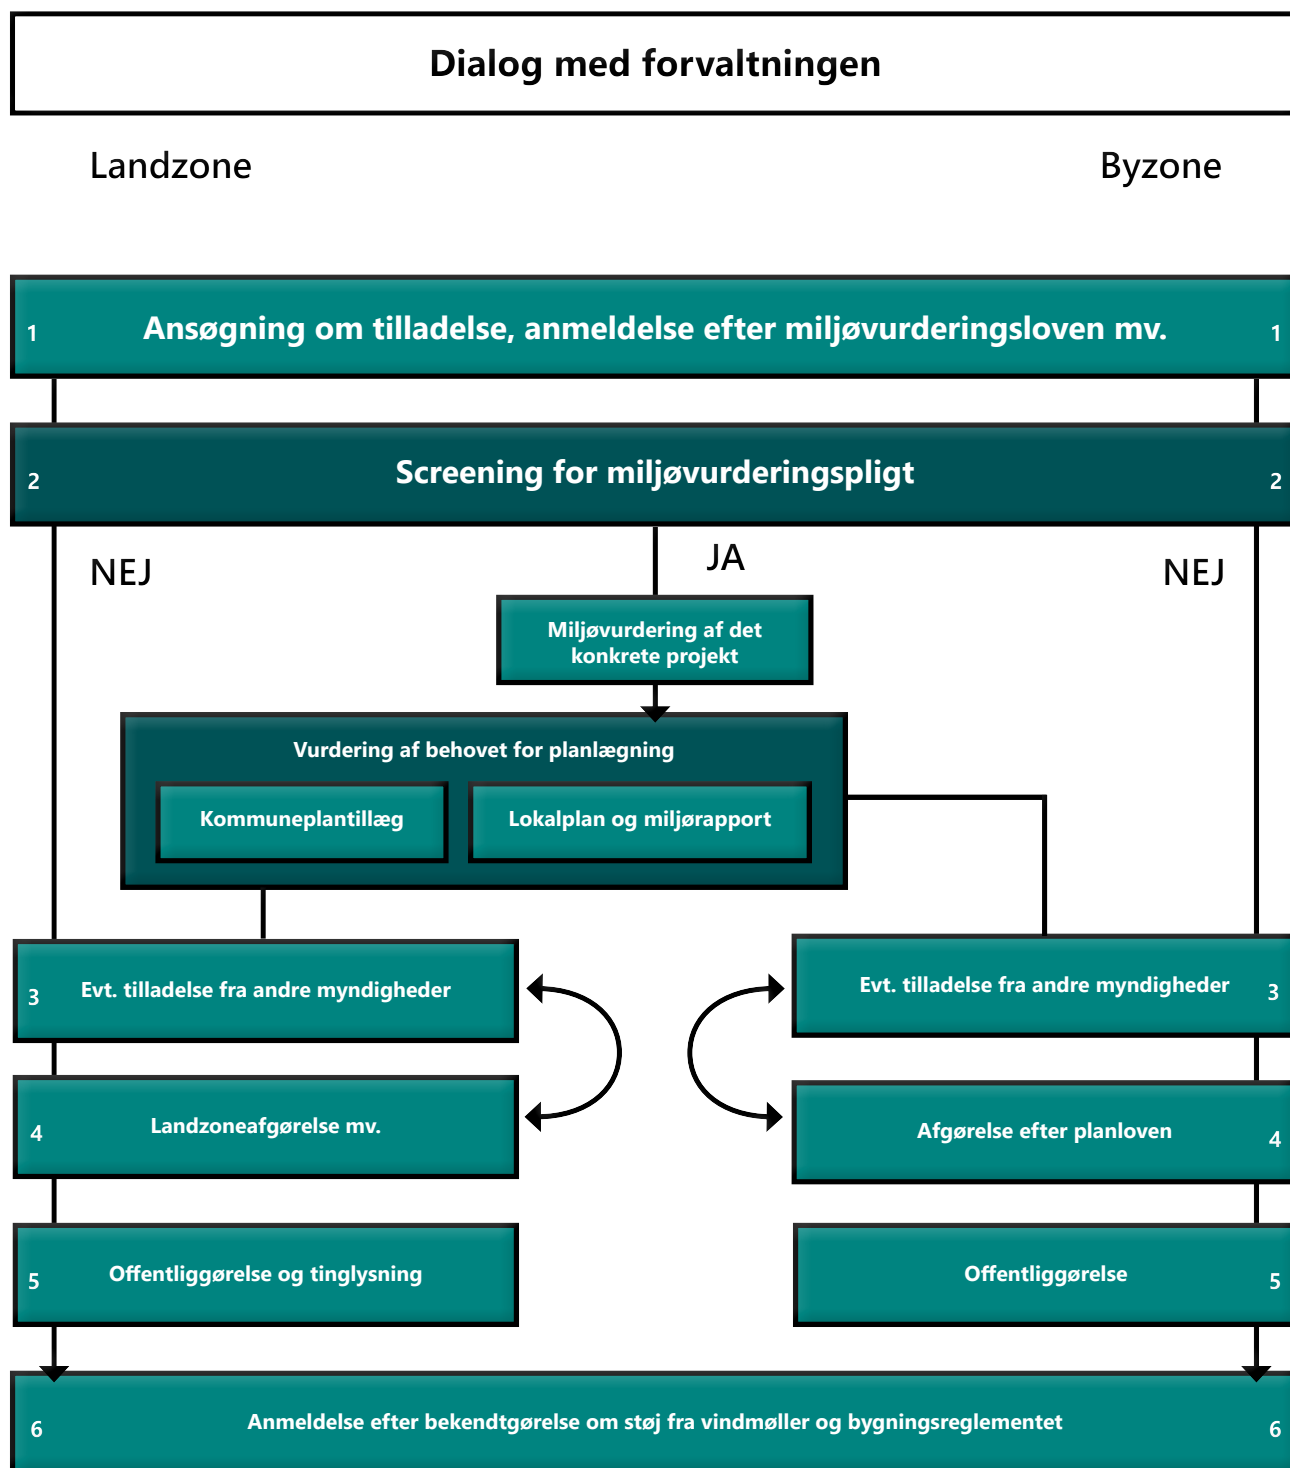 Dialog med forvaltningen
Landzone
Byzone
1 Ansøgning om tilladelse, anmeldelse efter miljøvurderingsloven mv. 1
2 Screening for miljøvurderingspligt 2
NEJ
JA
NEJ
Miljøvurdering af det
konkrete projekt
Vurdering af behovet for planlægning
Kommuneplantillæg
Lokalplan og miljørapport
3 Evt. tilladelse fra andre myndigheder
Evt. tilladelse fra andre myndigheder 3
4 Landzoneafgørelse mv.
Afgørelse efter planloven 4
5 Offentliggørelse og tinglysning
Offentliggørelse 5
6 Anmeldelse efter bekendtgørelse om støj fra vindmøller og bygningsreglementet 6